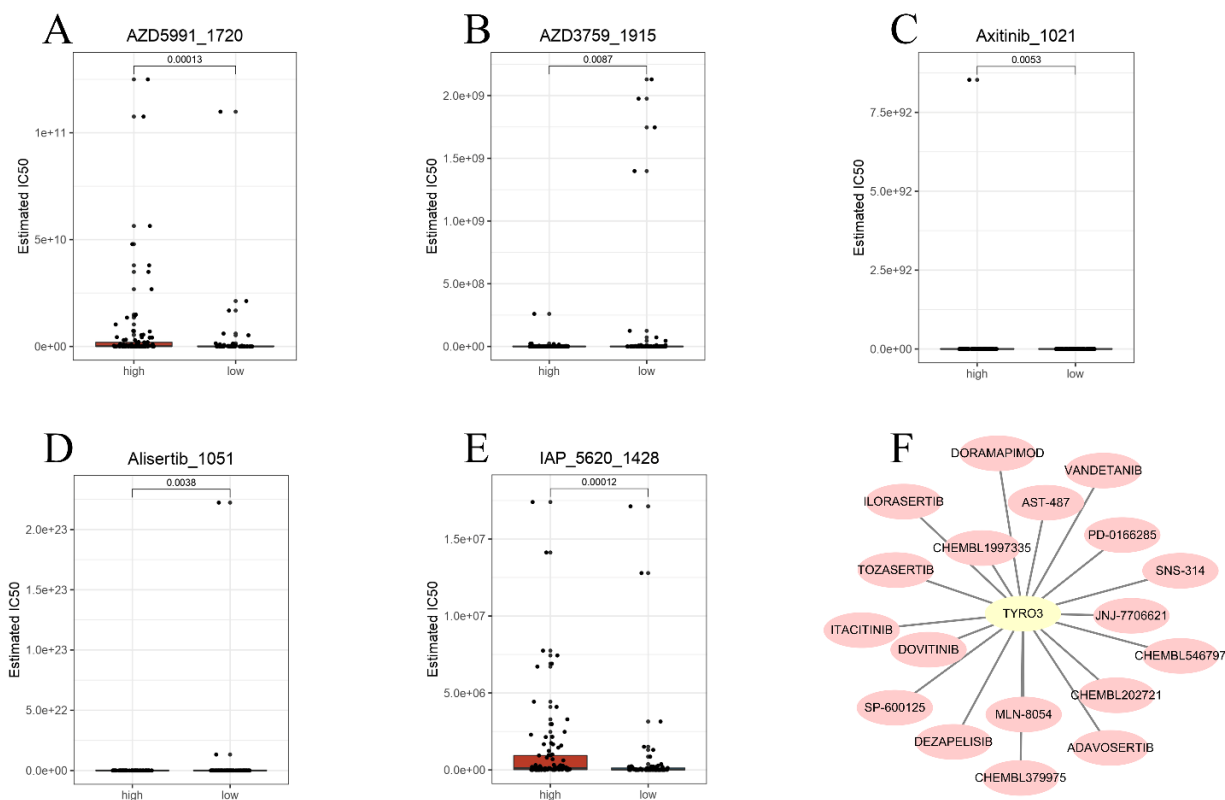 A
AZD5991_1720
0.00013
Estimated IC50
1e+11
5e+10
0e+00
high
low
B
AZD3759_1915
0.0087
Estimated IC50
2.0e+09
1.5e+09
1.0e+09
5.0e+08
0.0e+00
high
low
C
Axitinib_1021
0.0053
Estimated IC50
7.5e+92
5.0e+92
2.5e+92
0.0e+00
high
low
D
Alisertib_1051
0.0038
Estimated IC50
2.0e+23
1.5e+23
1.0e+23
5.0e+22
0.0e+00
high
low
E
IAP_5620_1428
0.00012
Estimated IC50
1.5e+07
1.0e+07
5.0e+06
0.0e+00
high
low
F
DORAMAPIMOD
VANDETANIB
ILORASERTIB
AST-487
PD-0166285
CHEMBL1997335
TOZASERTIB
SNS-314
TYRO3
JNJ-7706621
ITACITINIB
DOVITINIB
CHEMBL546797
CHEMBL202721
SP-600125
MLN-8054
DEZAPELISIB
ADAVOSERTIB
CHEMBL379975